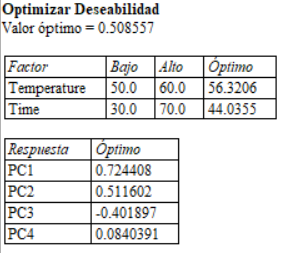 Optimizar Deseabilidad
Valor óptimo = 0.508557
Factor Bajo Alto Óptimo
Temperature 50.0 60.0 56.3206
Time 30.0 70.0 44.0355
Respuesta Óptimo
PC1 0.724408
PC2 0.511602
PC3 -0.401897
PC4 0.0840391